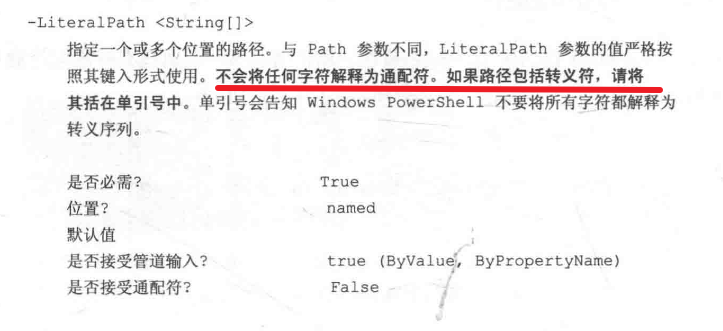 -LiteralPath <String[]>
指定一个或多个位置的路径。与 Path 参数不同，LiteralPath 参数的值严格按
照其键入形式使用。不会将任何字符解释为通配符。如果路径包括转义符，请将
其括在单引号中。单引号会告知 Windows PowerShell 不要将所有字符都解释为
转义序列。
是否必需? True
位置? named
默认值
是否接受管道输入? true (ByValue, ByPropertyName)
是否接受通配符? False